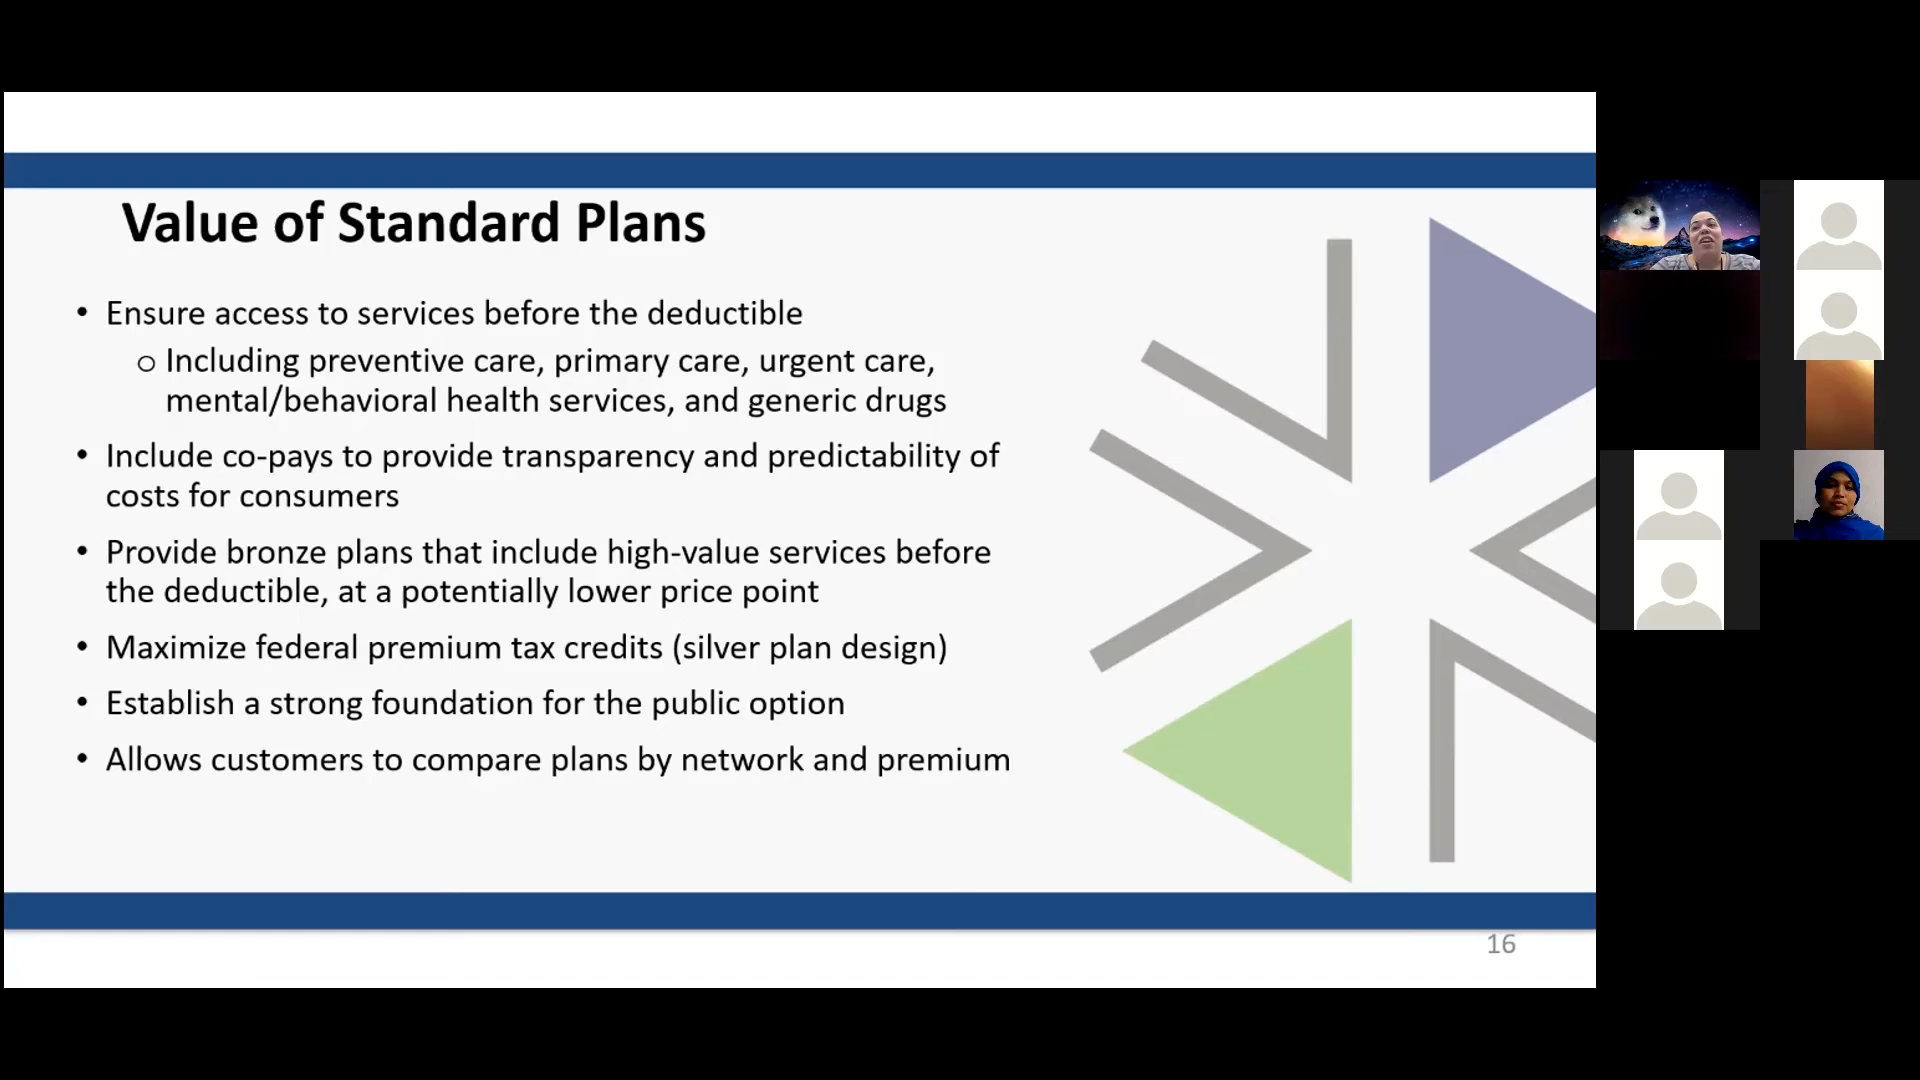 Value of Standard Plans
• Ensure access to services before the deductible
o Including preventive care, primary care, urgent care,
mental/behavioral health services, and generic drugs
• Include co-pays to provide transparency and predictability of
costs for consumers
• Provide bronze plans that include high-value services before
the deductible, at a potentially lower price point
• Maximize federal premium tax credits (silver plan design)
• Establish a strong foundation for the public option
• Allows customers to compare plans by network and premium
16